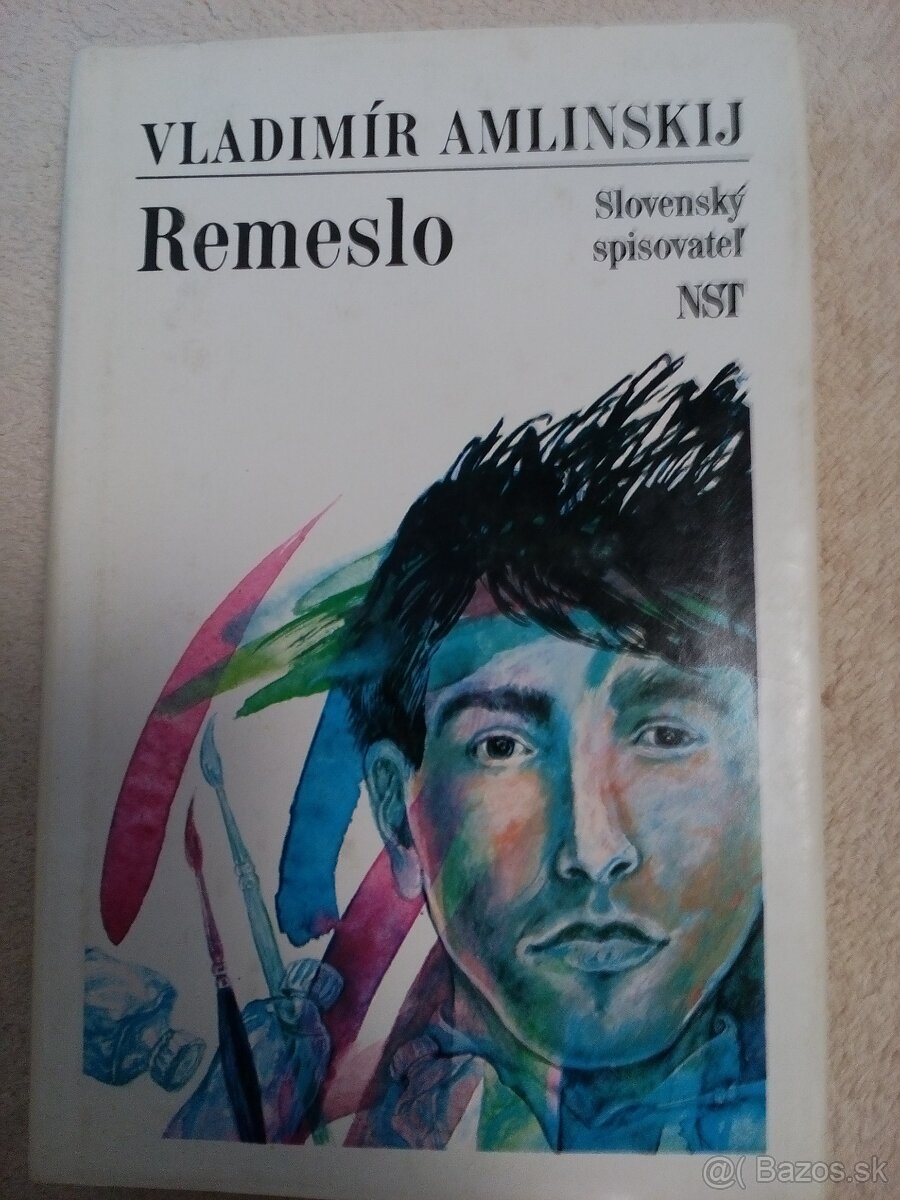 VLADIMÍR AMLINSKIJ
Remeslo
Slovenský
spisovateľ
NST
@( Bazos.sk